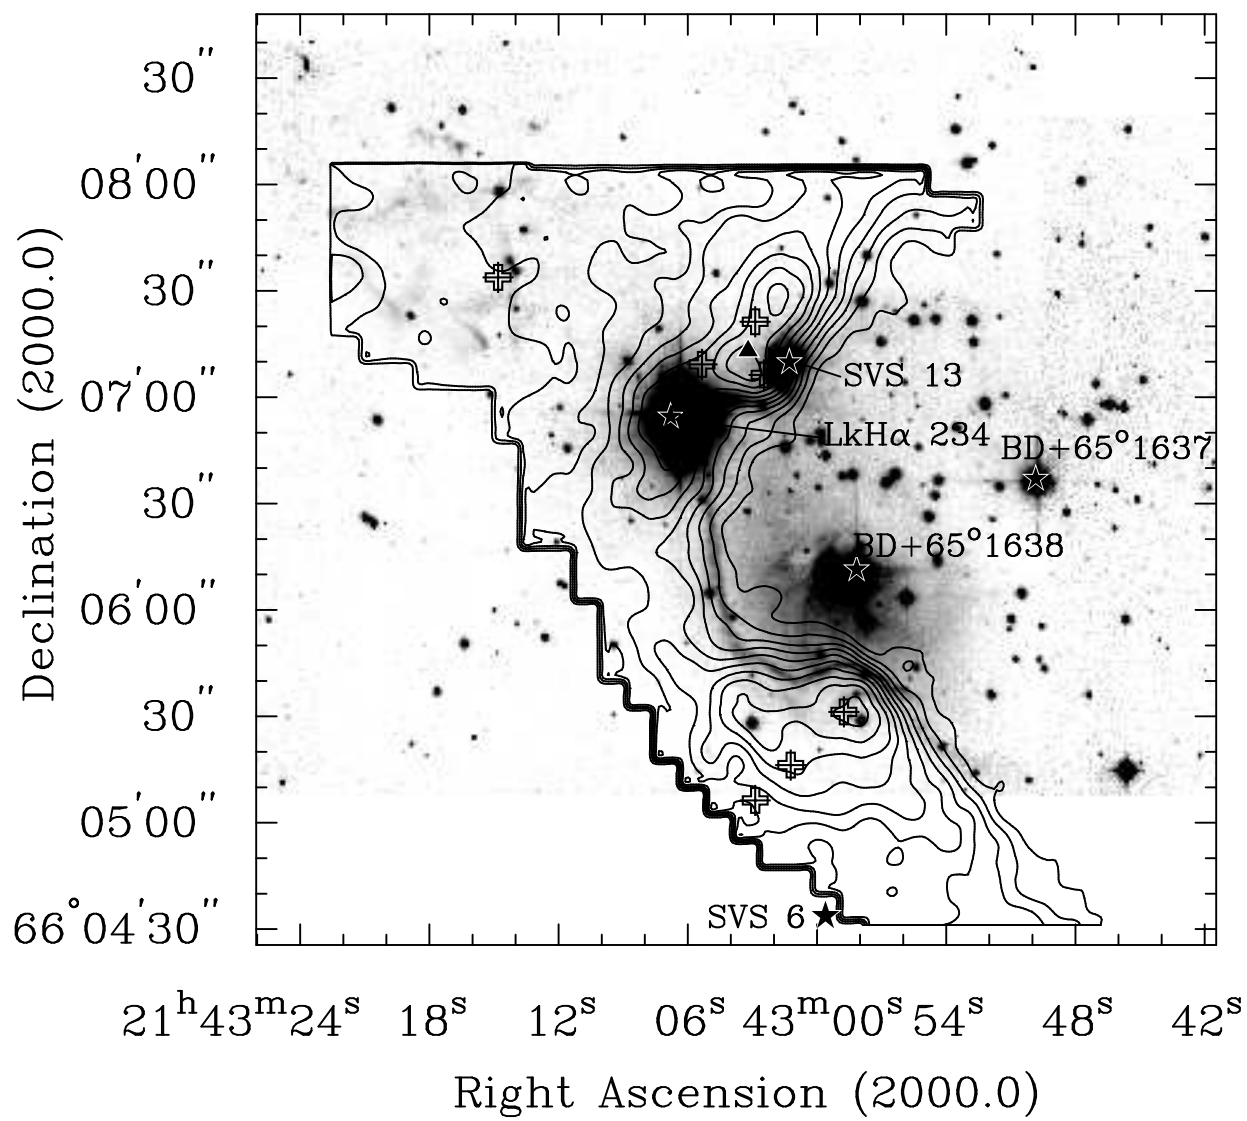 30″
08′00″
30″
07′00″
30″
06′00″
30″
05′00″
66°04′30″
Declination (2000.0)
SVS 13
LkHα 234
BD+65°1637
BD+65°1638
SVS 6
21ʰ43ᵐ24ˢ 18ˢ 12ˢ 06ˢ 43ᵐ00ˢ 54ˢ 48ˢ 42ˢ
Right Ascension (2000.0)